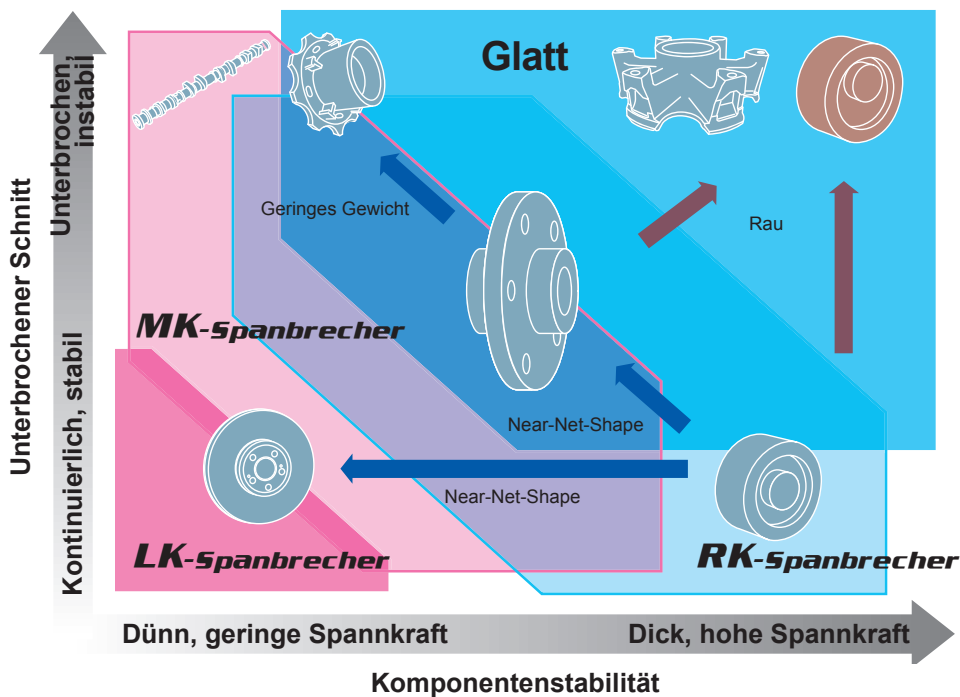 Glatt
Unterbrochener Schnitt
Unterbrochen,
instabil
Kontinuierlich, stabil
Geringes Gewicht
Rau
MK-Spanbrecher
Near-Net-Shape
Near-Net-Shape
LK-Spanbrecher
RK-Spanbrecher
Dünn, geringe Spannkraft
Dick, hohe Spannkraft
Komponentenstabilität